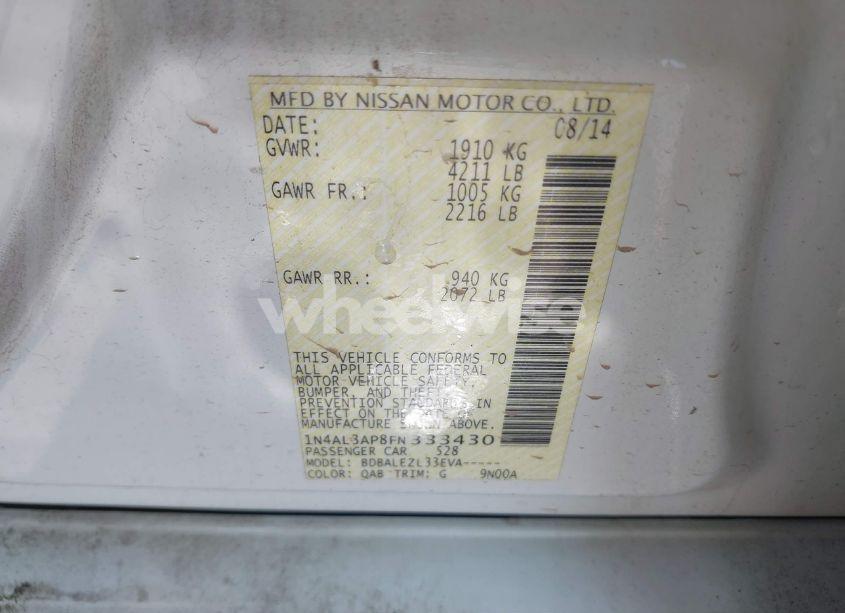 MFD BY NISSAN MOTOR CO., LTD.
DATE: 08/14
GVWR: 1910 KG
4211 LB
GAWR FR.: 1005 KG
2216 LB
GAWR RR.: 940 KG
2072 LB
wheelwise
THIS VEHICLE CONFORMS TO
ALL APPLICABLE FEDERAL
MOTOR VEHICLE SAFETY,
BUMPER, AND THEFT
PREVENTION STANDARDS IN
EFFECT ON THE DATE OF
MANUFACTURE SHOWN ABOVE.
1N4AL3AP8FN333430
PASSENGER CAR 528
MODEL: BDBALEZL33EVA-----
COLOR: QAB TRIM: G 9N00A